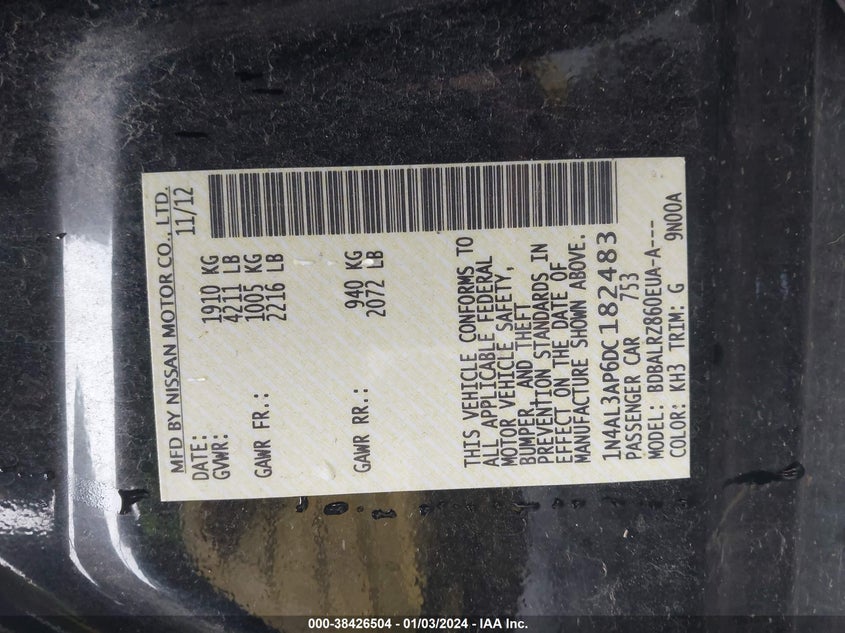 MFD BY NISSAN MOTOR CO., LTD.
DATE: 11/12
GVWR: 1910 KG
4211 LB
GAWR FR.: 1005 KG
2216 LB
GAWR RR.: 940 KG
2072 LB
THIS VEHICLE CONFORMS TO
ALL APPLICABLE FEDERAL
MOTOR VEHICLE SAFETY,
BUMPER, AND THEFT
PREVENTION STANDARDS IN
EFFECT ON THE DATE OF
MANUFACTURE SHOWN ABOVE.
1N4AL3AP6DC182483
PASSENGER CAR 753
MODEL: BDBALRZ860EUA-A---
COLOR: KH3 TRIM: G 9N00A
000-38426504 - 01/03/2024 - IAA Inc.